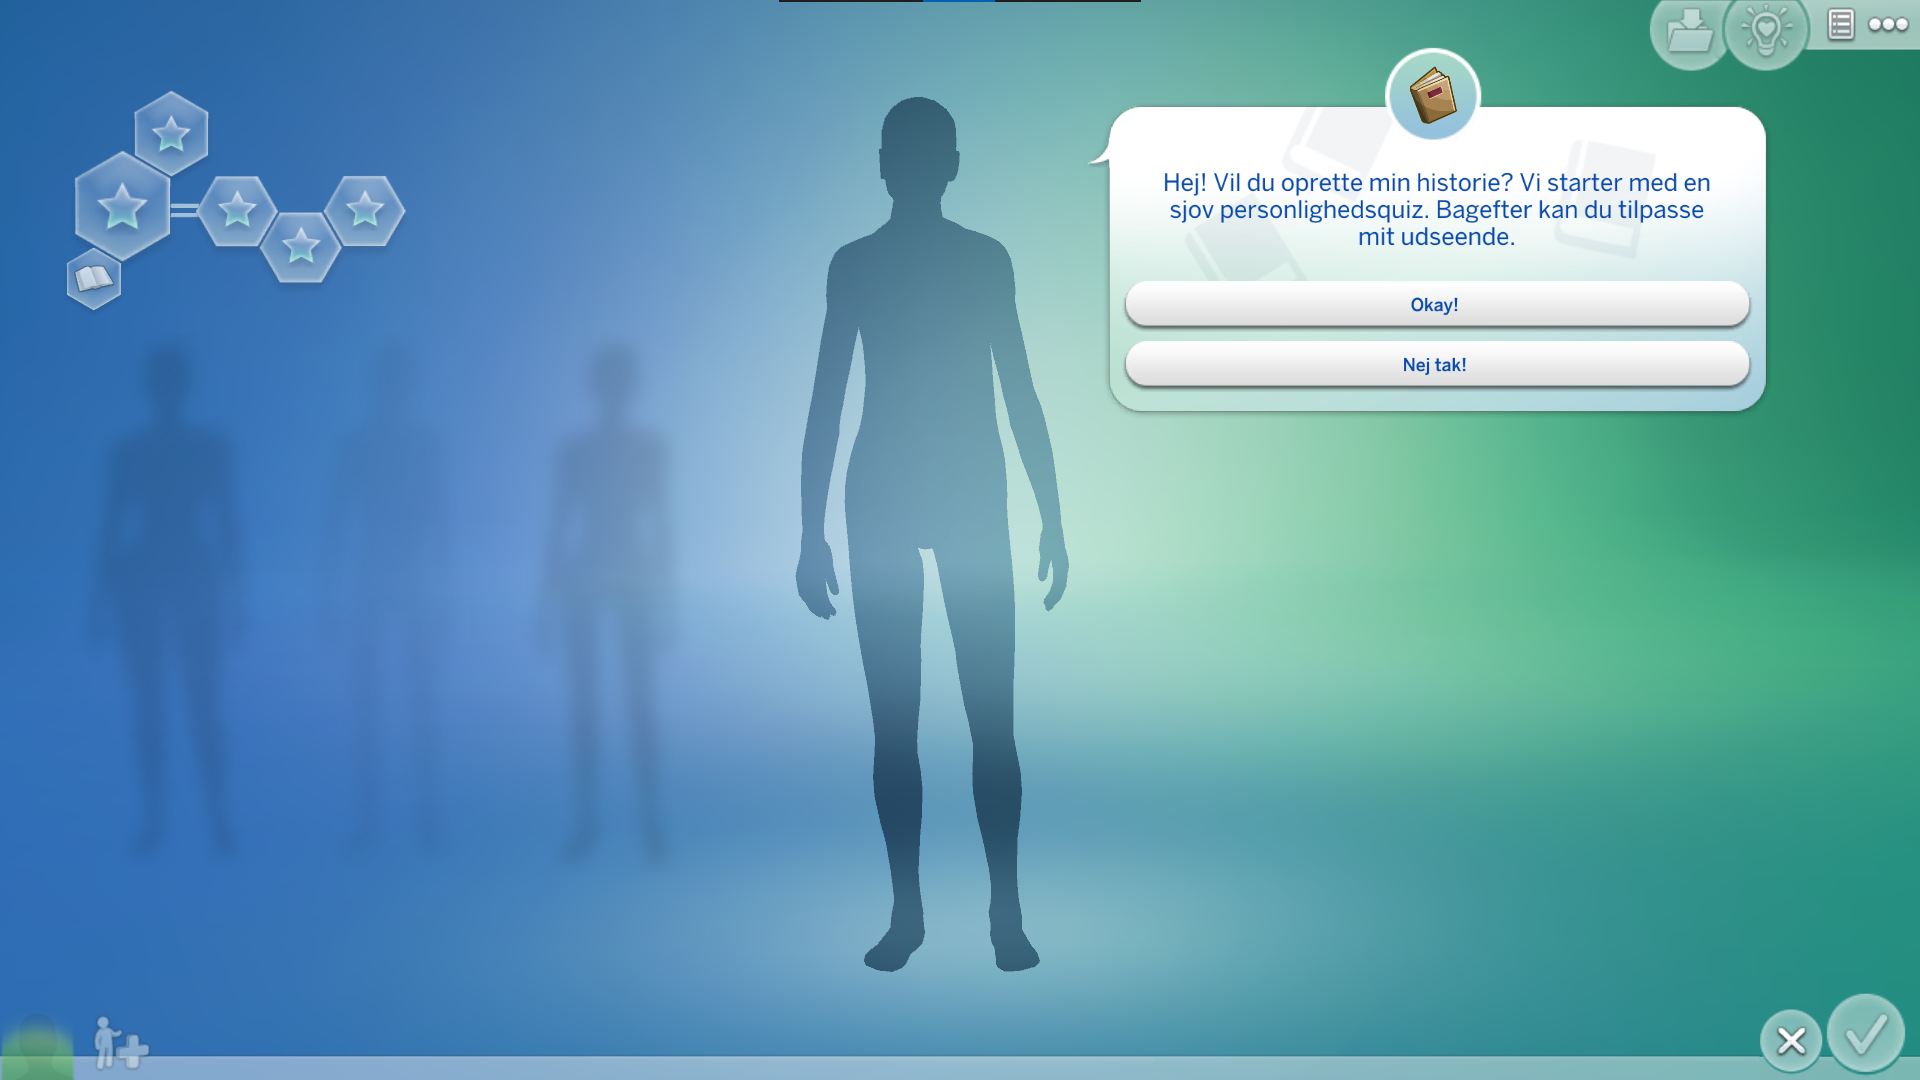 Hej! Vil du oprette min historie? Vi starter med en
sjov personlighedsquiz. Bagefter kan du tilpasse
mit udseende.
Okay!
Nej tak!